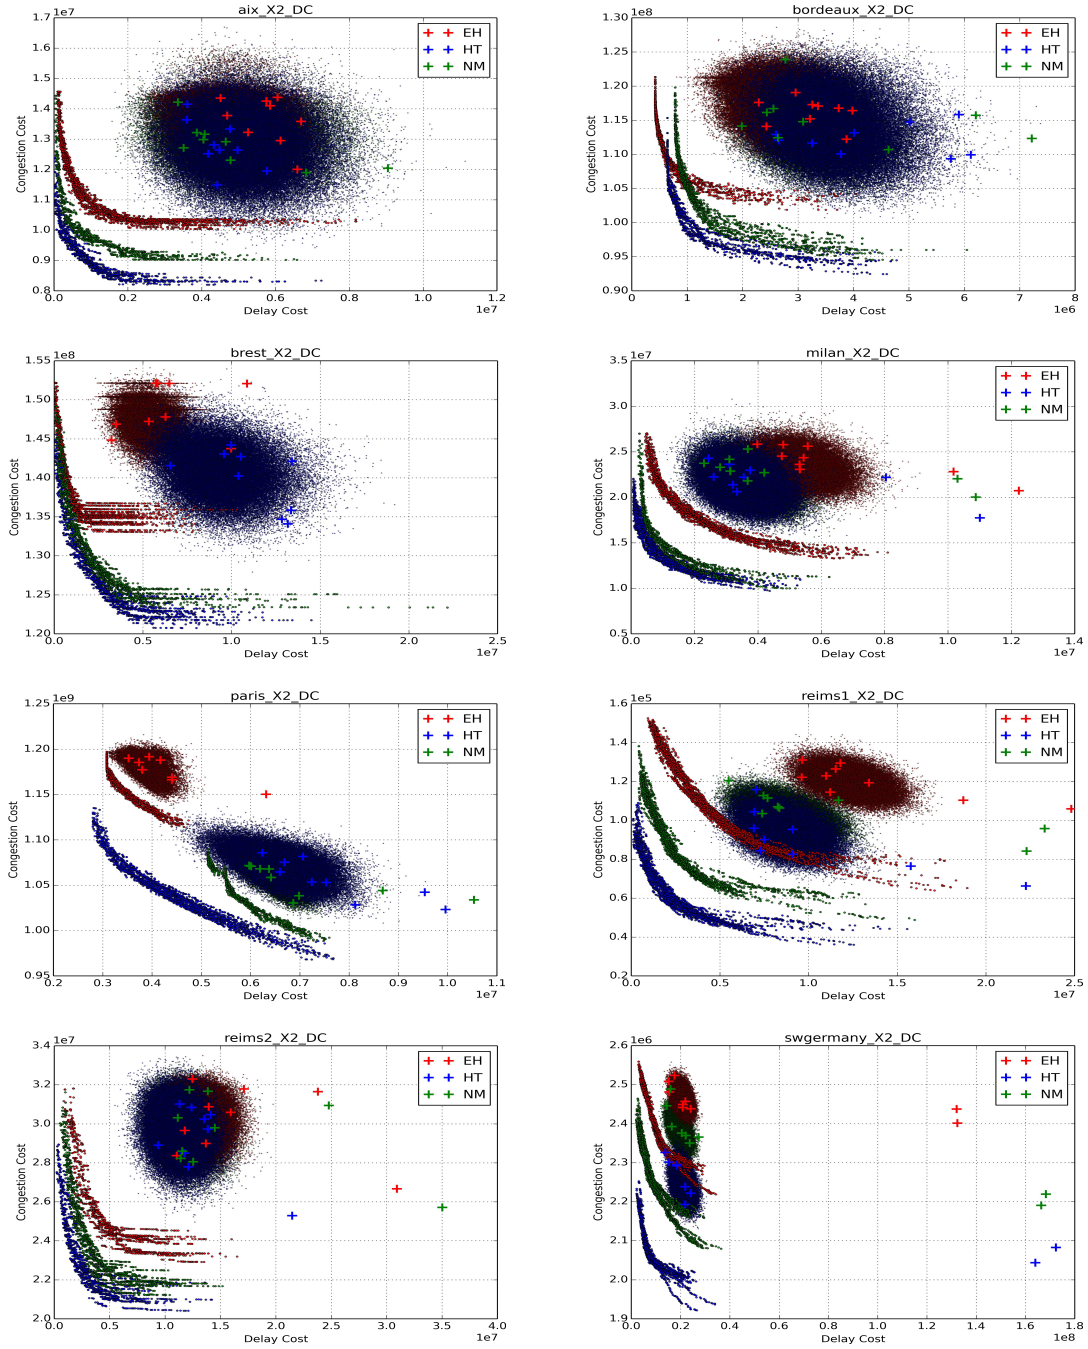 aix_X2_DC
1e7
1.7
1.6
1.5
1.4
1.3
1.2
1.1
1.0
0.9
0.8
Congestion Cost
EH
HT
NM
0.0 0.2 0.4 0.6 0.8 1.0 1.2
Delay Cost
1e7
bordeaux_X2_DC
1e8
1.30
1.25
1.20
1.15
1.10
1.05
1.00
0.95
0.90
Congestion Cost
EH
HT
NM
0 1 2 3 4 5 6 7 8
Delay Cost
1e6
brest_X2_DC
1e8
1.55
1.50
1.45
1.40
1.35
1.30
1.25
1.20
Congestion Cost
0.0 0.5 1.0 1.5 2.0 2.5
Delay Cost
1e7
milan_X2_DC
1e7
3.5
3.0
2.5
2.0
1.5
1.0
0.5
Congestion Cost
EH
HT
NM
0.0 0.2 0.4 0.6 0.8 1.0 1.2 1.4
Delay Cost
1e7
paris_X2_DC
1e9
1.25
1.20
1.15
1.10
1.05
1.00
0.95
Congestion Cost
EH
HT
NM
0.2 0.3 0.4 0.5 0.6 0.7 0.8 0.9 1.0 1.1
Delay Cost
1e7
reims1_X2_DC
1e5
1.6
1.4
1.2
1.0
0.8
0.6
0.4
0.2
Congestion Cost
EH
HT
NM
0.0 0.5 1.0 1.5 2.0 2.5
Delay Cost
1e7
reims2_X2_DC
1e7
3.4
3.2
3.0
2.8
2.6
2.4
2.2
2.0
Congestion Cost
EH
HT
NM
0.0 0.5 1.0 1.5 2.0 2.5 3.0 3.5 4.0
Delay Cost
1e7
swgermany_X2_DC
1e6
2.6
2.5
2.4
2.3
2.2
2.1
2.0
1.9
Congestion Cost
EH
HT
NM
0.0 0.2 0.4 0.6 0.8 1.0 1.2 1.4 1.6 1.8
Delay Cost
1e8